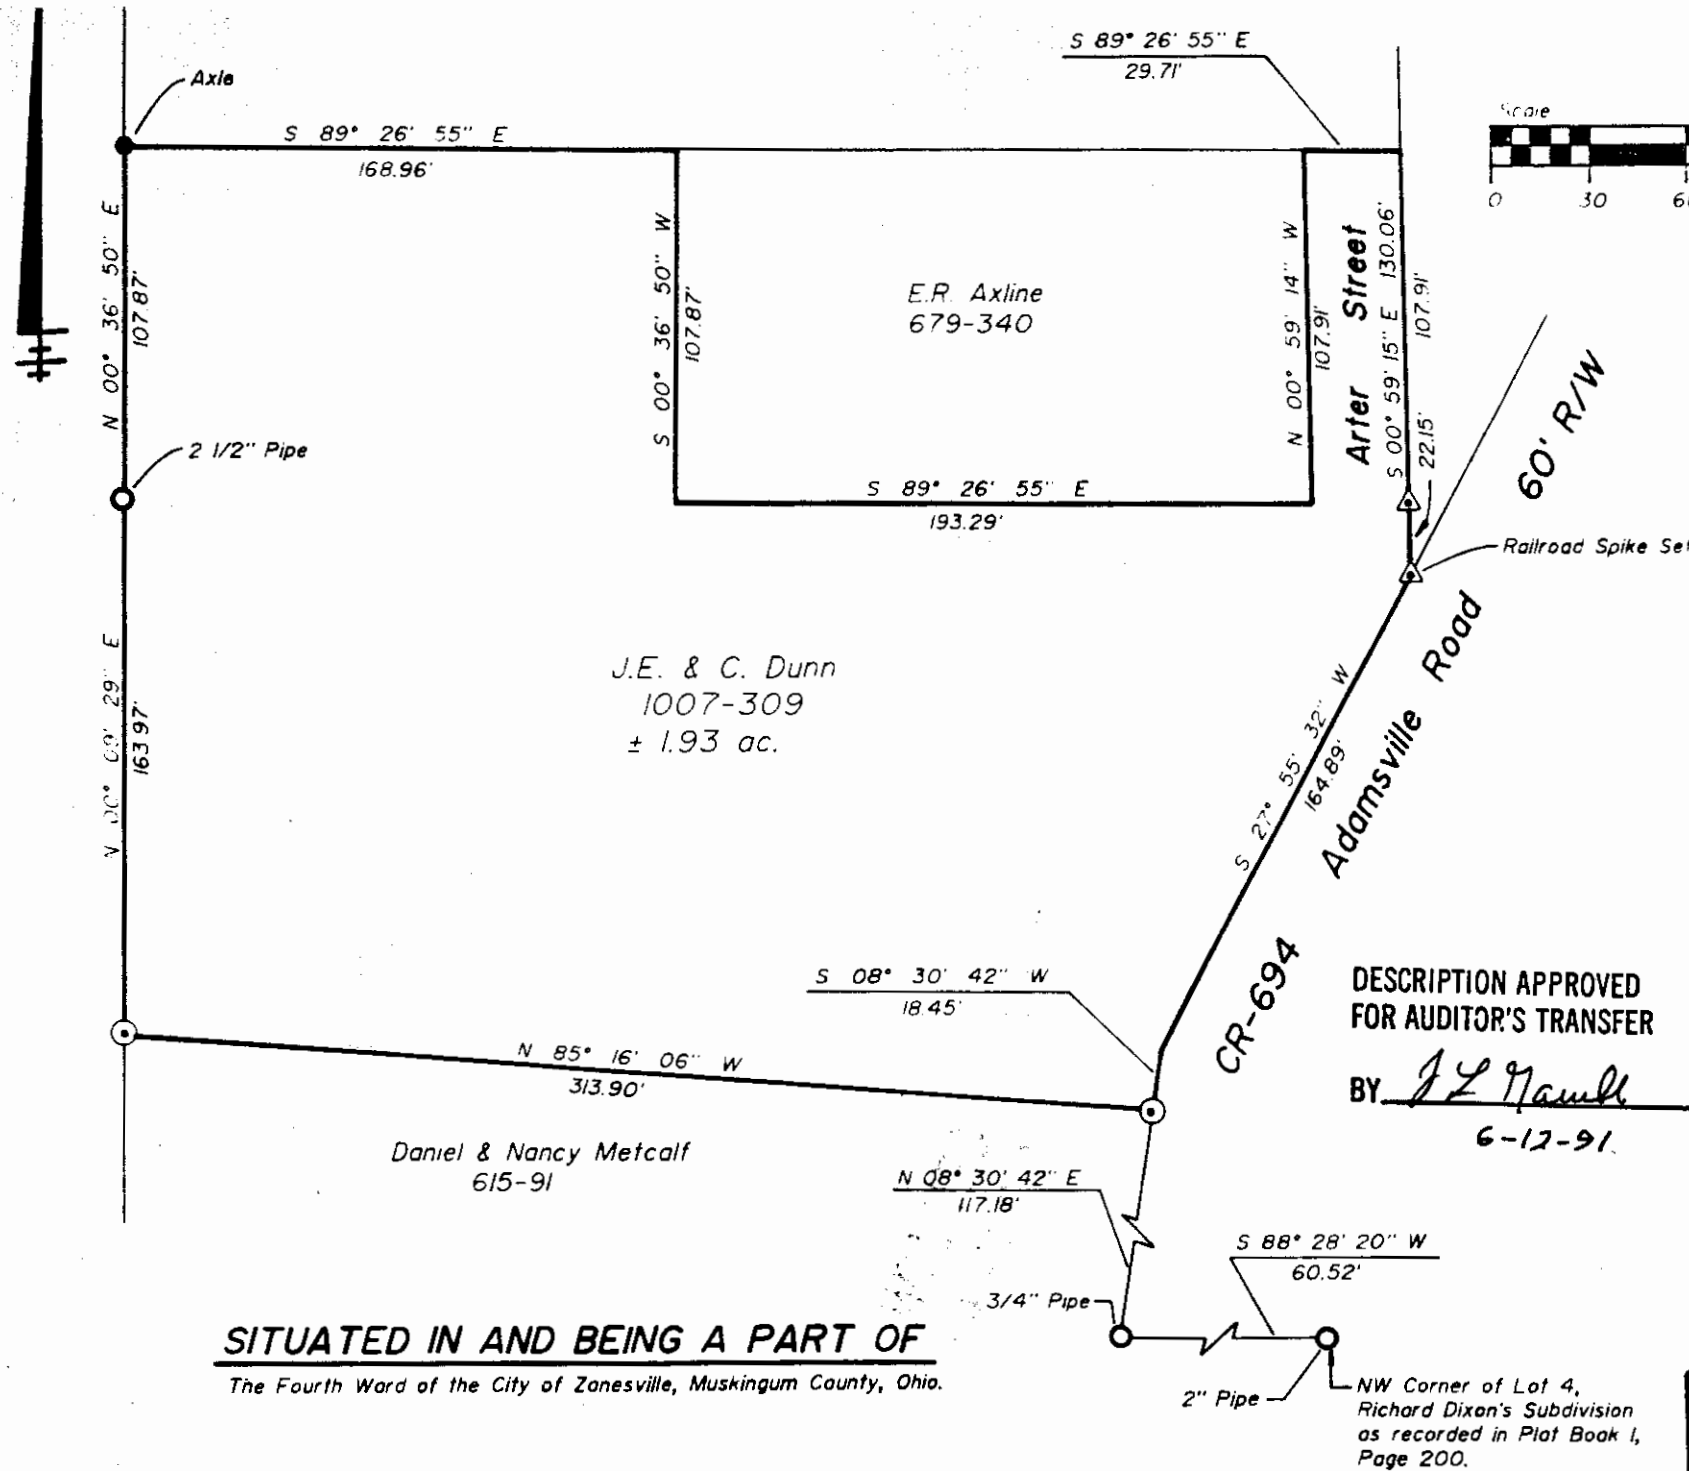 S 89° 26' 55" E
29.71'
Axle
Scale
0 30
S 89° 26' 55" E
168.96'
N 00° 36' 50" E
107.87'
S 00° 36' 50" W
107.87'
E.R. Axline
679-340
N 00° 59' 14" W
107.91'
Arter Street
S 00° 59' 15" E 130.06'
107.91'
22.15'
60' R/W
2 1/2" Pipe
S 89° 26' 55" E
193.29'
Railroad Spike Set
J.E. & C. Dunn
1007-309
± 1.93 ac.
N 00° 09' 29" E
163.97'
S 27° 55' 32" W
164.89'
Adamsville Road
CR-694
S 08° 30' 42" W
18.45'
DESCRIPTION APPROVED
FOR AUDITOR'S TRANSFER
BY
6-12-91
N 85° 16' 06" W
313.90'
Daniel & Nancy Metcalf
615-91
N 08° 30' 42" E
117.18'
S 88° 28' 20" W
60.52'
3/4" Pipe
2" Pipe
NW Corner of Lot 4,
Richard Dixon's Subdivision
as recorded in Plat Book 1,
Page 200.
SITUATED IN AND BEING A PART OF
The Fourth Ward of the City of Zanesville, Muskingum County, Ohio.